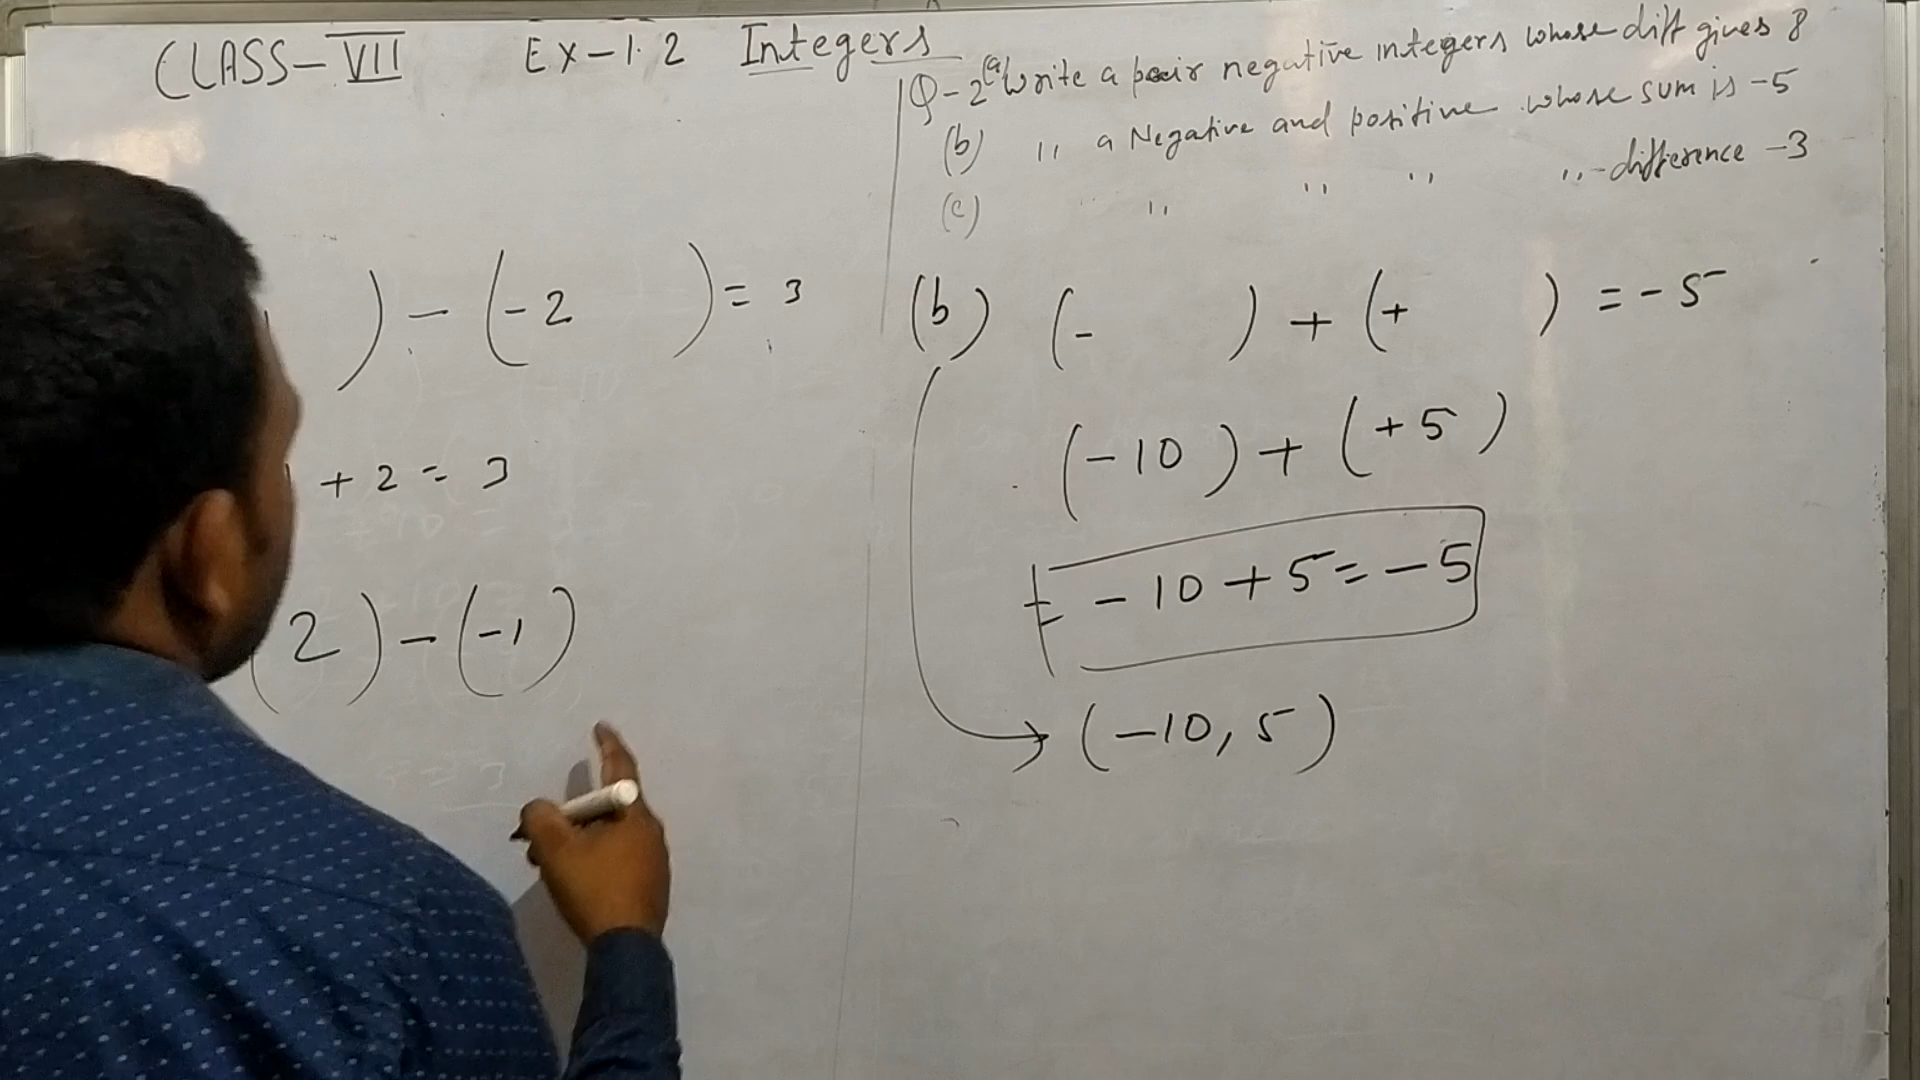 CLASS-VII Ex-1.2 Integers
Q-2 (a) Write a pair negative integers whose diff gives 8
(b) " a Negative and positive whose sum is -5
(c) " " " " -difference -3
) - (-2 ) = 3
+ 2 = 3
(2) - (-1)
(b) (- ) + (+ ) = -5
(-10) + (+5)
= -10+5=-5
(-10, 5)